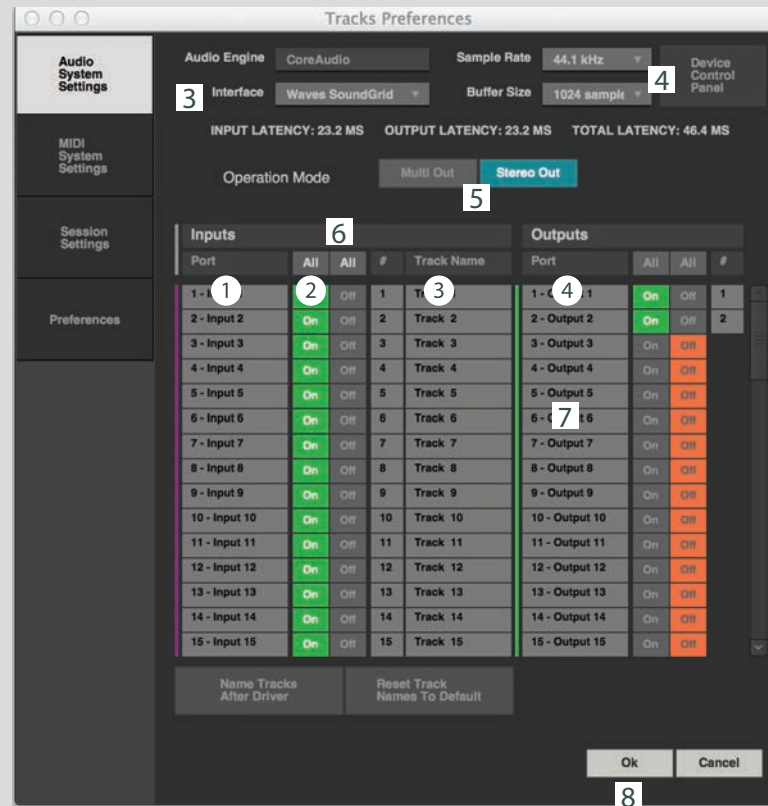 Tracks Preferences
Audio System Settings
MIDI System Settings
Session Settings
Preferences
Audio Engine CoreAudio Sample Rate 44.1 kHz 4 Device Control Panel
3 Interface Waves SoundGrid Buffer Size 1024 sample
INPUT LATENCY: 23.2 MS OUTPUT LATENCY: 23.2 MS TOTAL LATENCY: 46.4 MS
Operation Mode Multi Out Stereo Out
5
Inputs 6 Outputs
Port All All # Track Name Port All All #
1 - 1 2 Off 1 3 1 - 4 1 On Off 1
2 - Input 2 On Off 2 Track 2 2 - Output 2 On Off 2
3 - Input 3 On Off 3 Track 3 3 - Output 3 On Off
4 - Input 4 On Off 4 Track 4 4 - Output 4 On Off
5 - Input 5 On Off 5 Track 5 5 - Output 5 On Off
6 - Input 6 On Off 6 Track 6 6 - 7 6 On Off
7 - Input 7 On Off 7 Track 7 7 - Output 7 On Off
8 - Input 8 On Off 8 Track 8 8 - Output 8 On Off
9 - Input 9 On Off 9 Track 9 9 - Output 9 On Off
10 - Input 10 On Off 10 Track 10 10 - Output 10 On Off
11 - Input 11 On Off 11 Track 11 11 - Output 11 On Off
12 - Input 12 On Off 12 Track 12 12 - Output 12 On Off
13 - Input 13 On Off 13 Track 13 13 - Output 13 On Off
14 - Input 14 On Off 14 Track 14 14 - Output 14 On Off
15 - Input 15 On Off 15 Track 15 15 - Output 15 On Off
Name Tracks After Driver Reset Track Names To Default
Ok Cancel
8